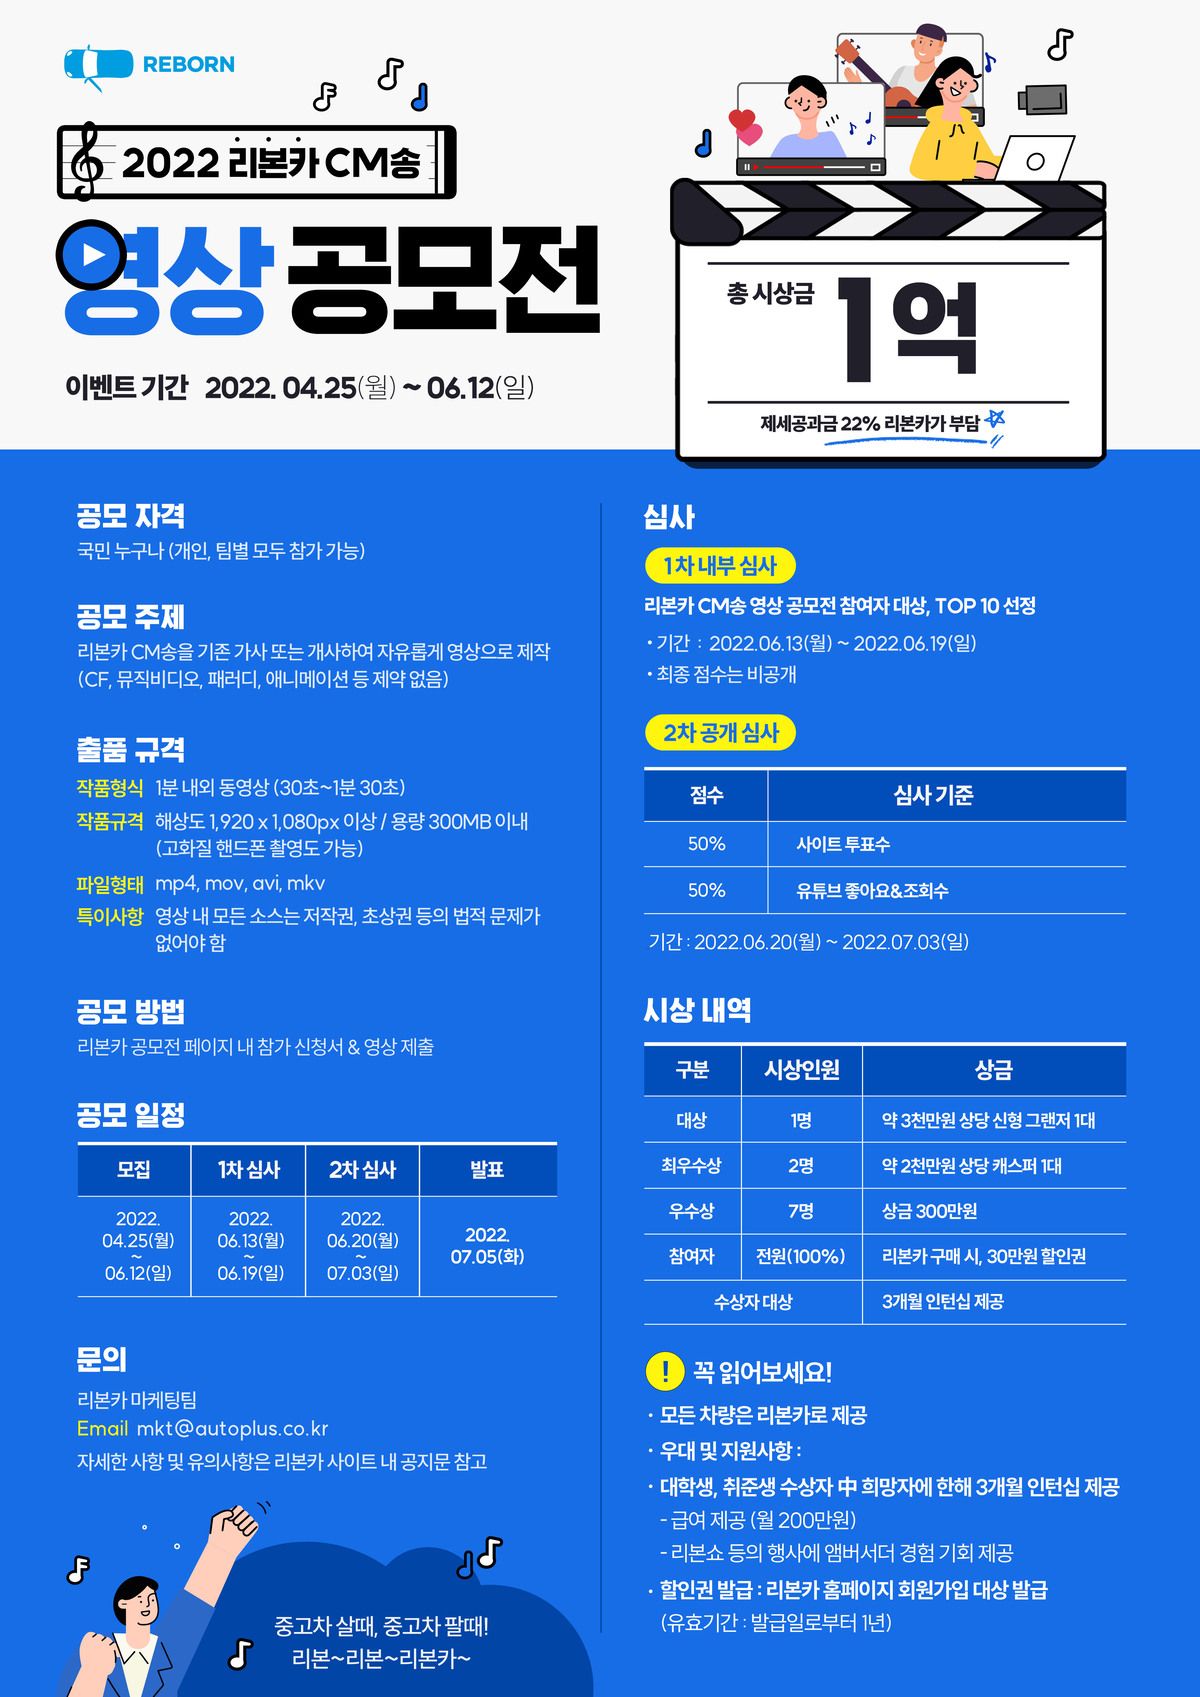 REBORN
2022 리본카 CM송
영상 공모전
이벤트 기간 2022. 04.25(월) ~ 06.12(일)
총 시상금 1억
제세공과금 22% 리본카가 부담
공모 자격
국민 누구나 (개인, 팀별 모두 참가 가능)
공모 주제
리본카 CM송을 기존 가사 또는 개사하여 자유롭게 영상으로 제작
(CF, 뮤직비디오, 패러디, 애니메이션 등 제약 없음)
출품 규격
작품형식 1분 내외 동영상 (30초~1분 30초)
작품규격 해상도 1,920 x 1,080px 이상 / 용량 300MB 이내
(고화질 핸드폰 촬영도 가능)
파일형태 mp4, mov, avi, mkv
특이사항 영상 내 모든 소스는 저작권, 초상권 등의 법적 문제가
없어야 함
공모 방법
리본카 공모전 페이지 내 참가 신청서 & 영상 제출
공모 일정
모집 1차 심사 2차 심사 발표
2022. 2022. 2022. 2022.
04.25(월) 06.13(월) 06.20(월) 07.05(화)
~ ~ ~
06.12(일) 06.19(일) 07.03(일)
문의
리본카 마케팅팀
Email mkt@autoplus.co.kr
자세한 사항 및 유의사항은 리본카 사이트 내 공지문 참고
중고차 살때, 중고차 팔때!
리본~리본~리본카~
심사
1차 내부 심사
리본카 CM송 영상 공모전 참여자 대상, TOP 10 선정
• 기간 : 2022.06.13(월) ~ 2022.06.19(일)
• 최종 점수는 비공개
2차 공개 심사
점수 심사 기준
50% 사이트 투표수
50% 유튜브 좋아요&조회수
기간 : 2022.06.20(월) ~ 2022.07.03(일)
시상 내역
구분 시상인원 상금
대상 1명 약 3천만원 상당 신형 그랜저 1대
최우수상 2명 약 2천만원 상당 캐스퍼 1대
우수상 7명 상금 300만원
참여자 전원(100%) 리본카 구매 시, 30만원 할인권
수상자 대상 3개월 인턴십 제공
! 꼭 읽어보세요!
· 모든 차량은 리본카로 제공
· 우대 및 지원사항 :
· 대학생, 취준생 수상자 中 희망자에 한해 3개월 인턴십 제공
- 급여 제공 (월 200만원)
- 리본쇼 등의 행사에 앰버서더 경험 기회 제공
· 할인권 발급 : 리본카 홈페이지 회원가입 대상 발급
(유효기간 : 발급일로부터 1년)